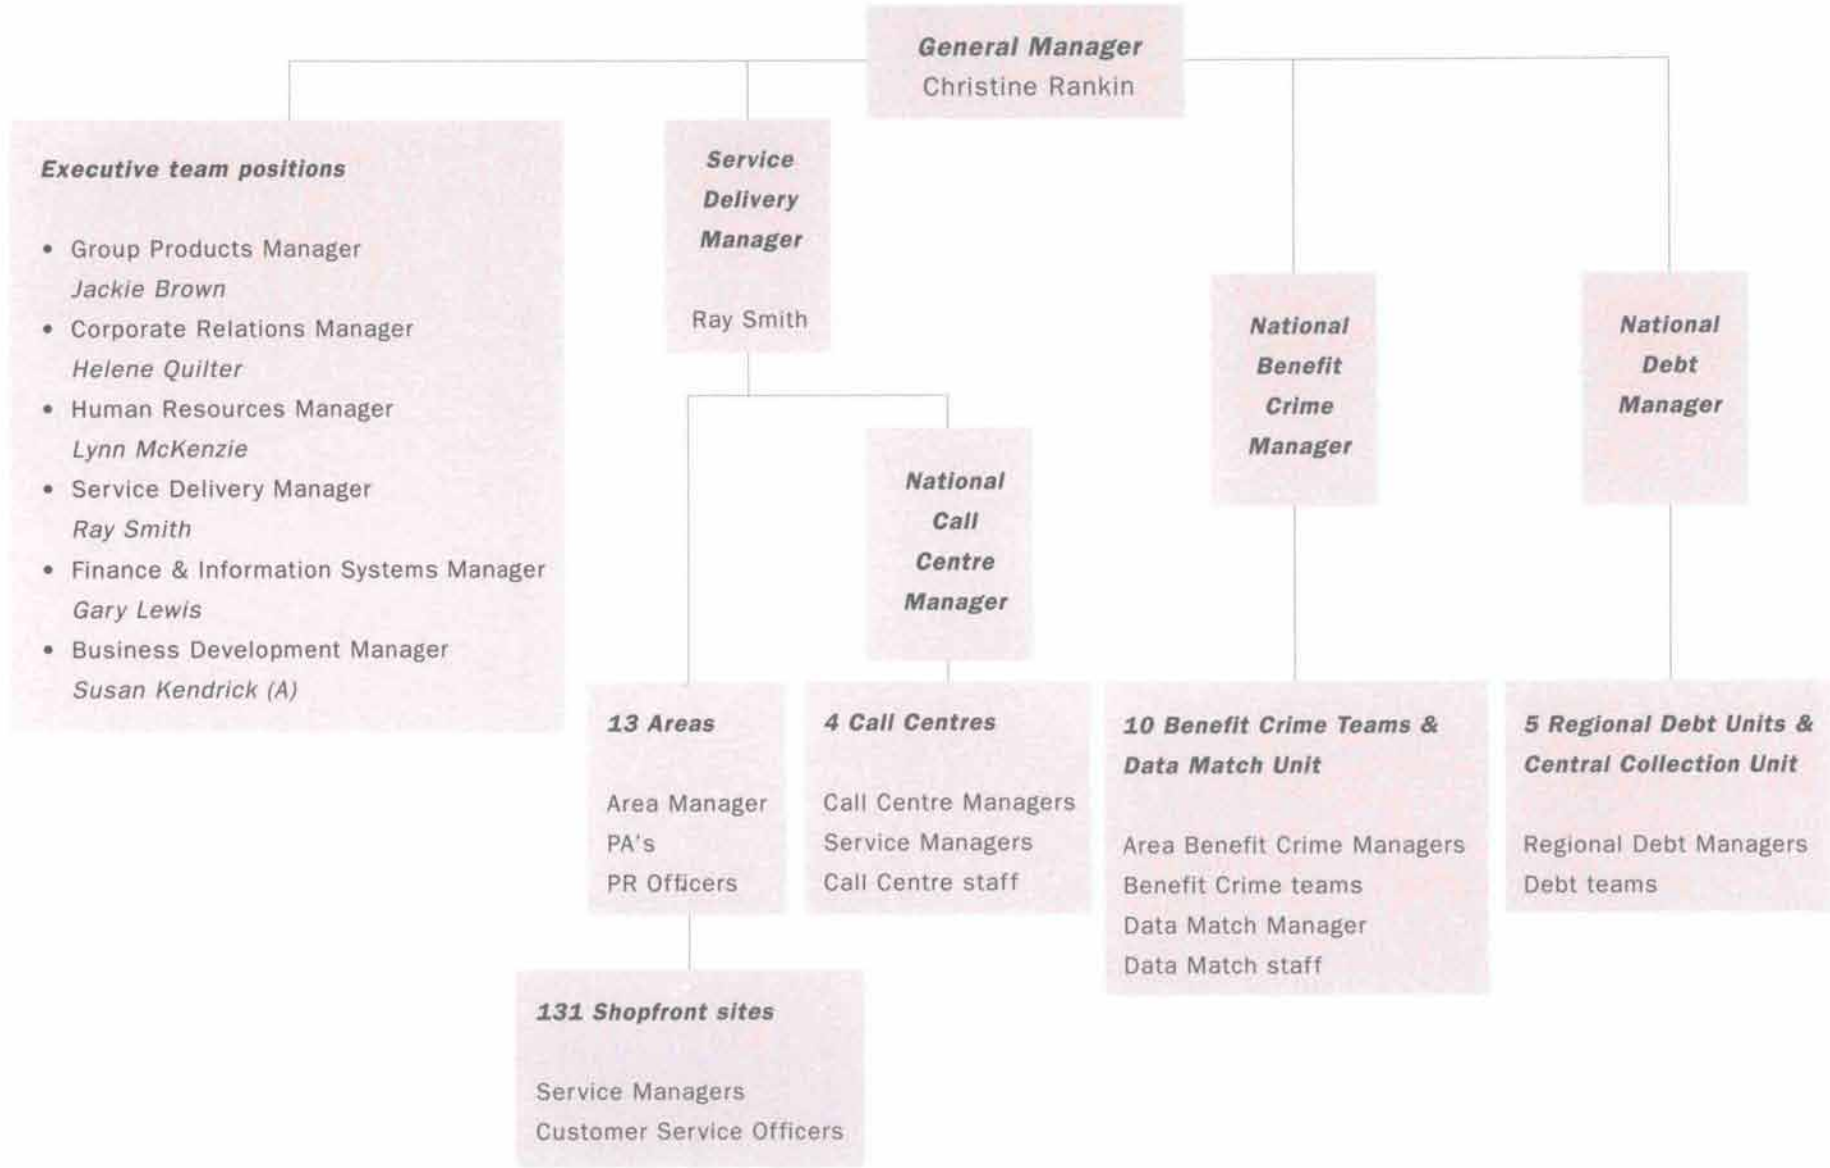 General Manager
Christine Rankin
Executive team positions
• Group Products Manager
Jackie Brown
• Corporate Relations Manager
Helene Quilter
• Human Resources Manager
Lynn McKenzie
• Service Delivery Manager
Ray Smith
• Finance & Information Systems Manager
Gary Lewis
• Business Development Manager
Susan Kendrick (A)
Service
Delivery
Manager
Ray Smith
National
Call
Centre
Manager
National
Benefit
Crime
Manager
National
Debt
Manager
13 Areas
Area Manager
PA's
PR Officers
4 Call Centres
Call Centre Managers
Service Managers
Call Centre staff
10 Benefit Crime Teams &
Data Match Unit
Area Benefit Crime Managers
Benefit Crime teams
Data Match Manager
Data Match staff
5 Regional Debt Units &
Central Collection Unit
Regional Debt Managers
Debt teams
131 Shopfront sites
Service Managers
Customer Service Officers